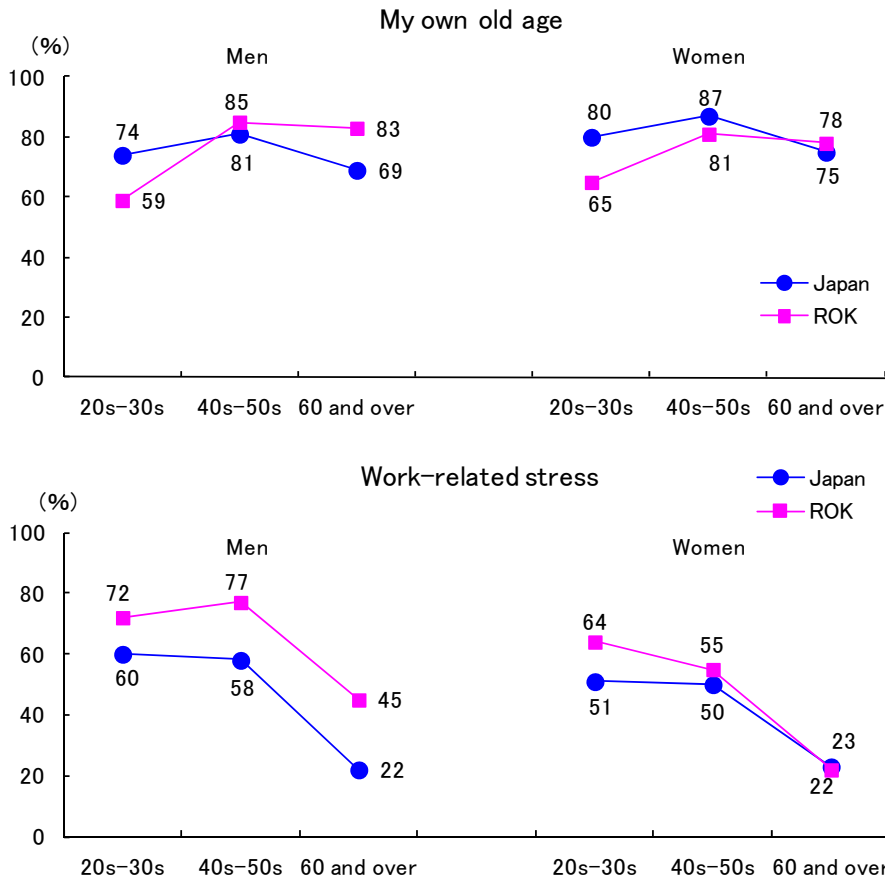 My own old age
(%)
Men
Women
100
80
60
40
20
0
74
85
83
59
81
69
80
87
78
65
81
75
Japan
ROK
20s-30s 40s-50s 60 and over
20s-30s 40s-50s 60 and over
Work-related stress
(%)
Japan
ROK
Men
Women
100
80
60
40
20
0
72
77
45
60
58
22
64
55
23
51
50
22
20s-30s 40s-50s 60 and over
20s-30s 40s-50s 60 and over